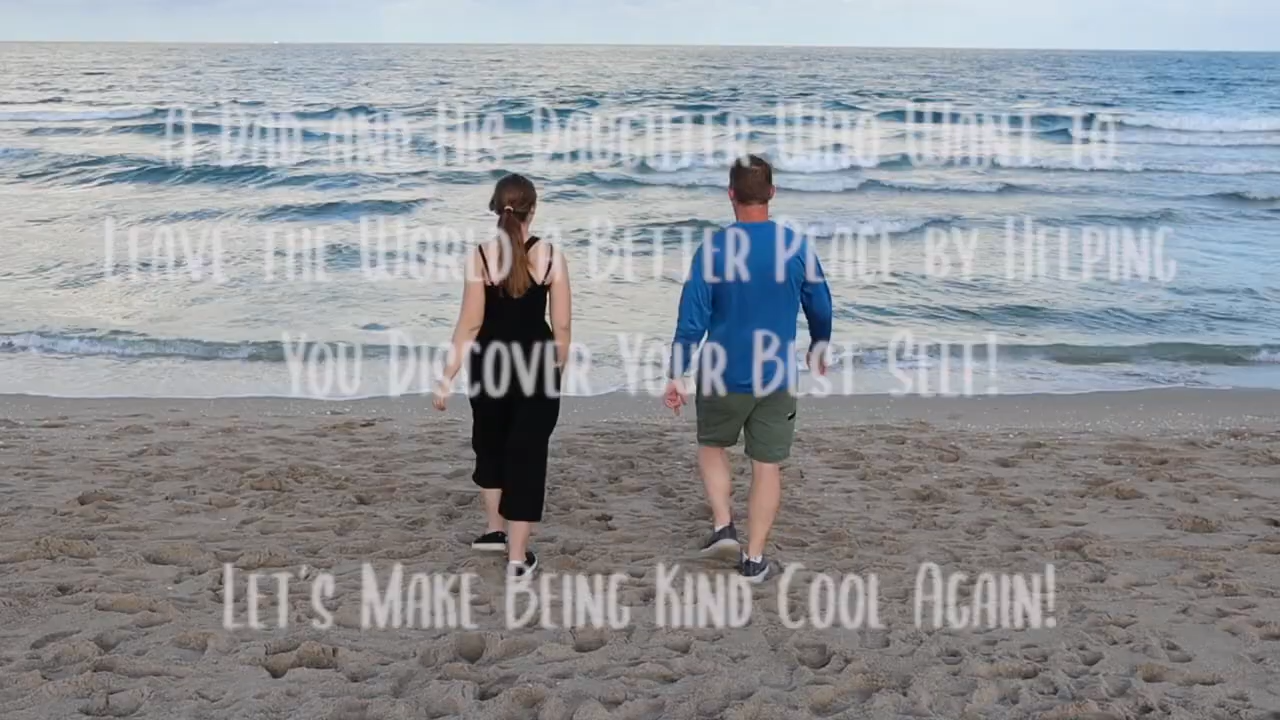 A Dad and His Daughter Who Want to
Leave the World a Better Place by Helping
You Discover Your Best Self!
Let's Make Being Kind Cool Again!